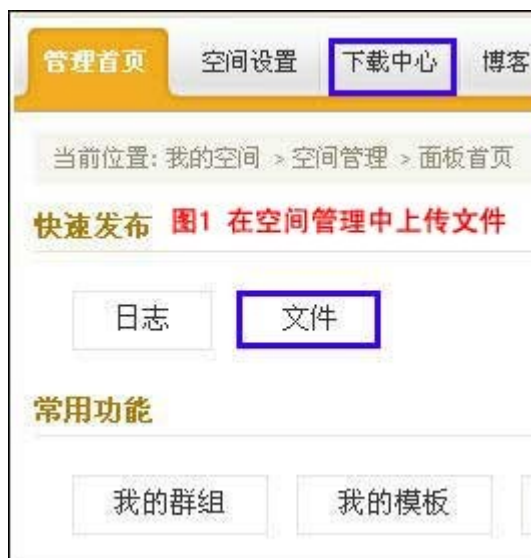 管理首页 空间设置 下载中心 博客
当前位置: 我的空间 > 空间管理 > 面板首页
快速发布 图1 在空间管理中上传文件
日志 文件
常用功能
我的群组 我的模板